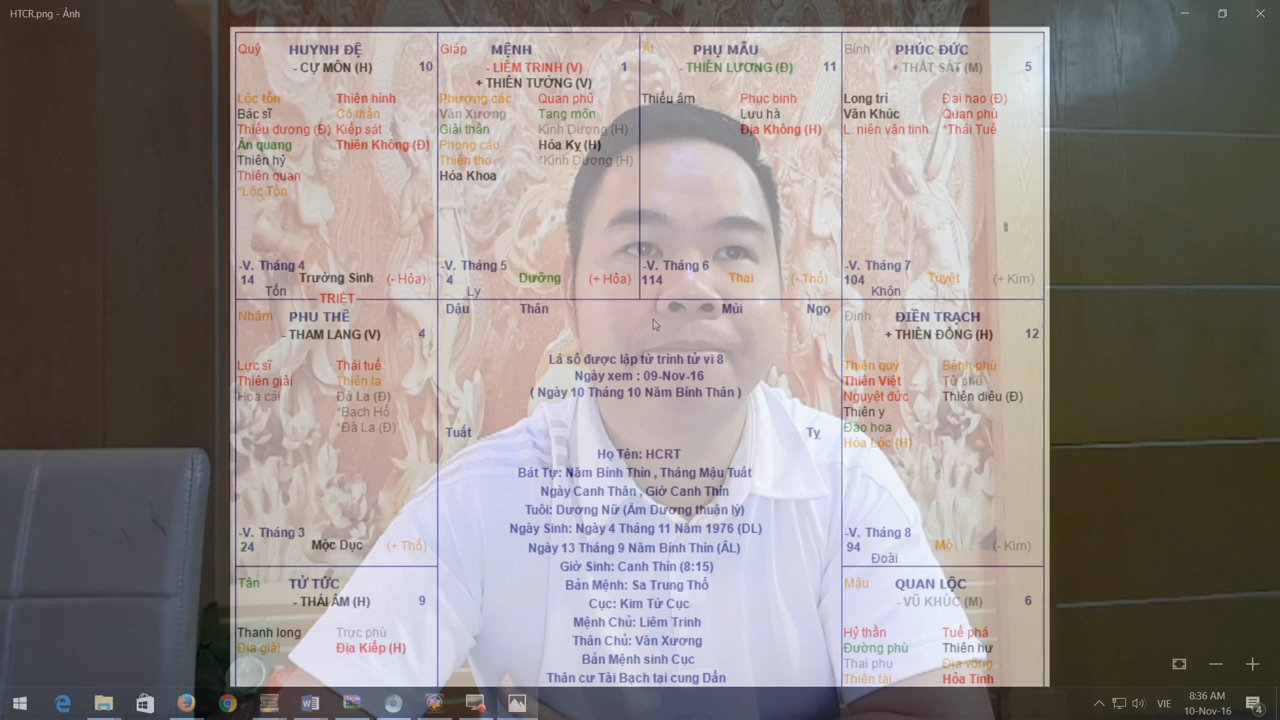 HTCR.png - Ảnh
Quý HUYNH ĐỆ
- CỰ MÔN (H) 10
Lộc tồn Thiên hình
Bác sĩ Cô thần
Thiếu dương (Đ) Kiếp sát
Ân quang Thiên Không (Đ)
Thiên hỷ
Thiên quan
*Lộc Tồn
-V. Tháng 4
14 Trường Sinh (- Hỏa)
Tốn
Giáp MỆNH
- LIÊM TRINH (V) 1
+ THIÊN TƯỚNG (V)
Phượng các Quan phủ
Văn Xương Tang môn
Giải thần Kình Dương (H)
Phong cáo Hóa Kỵ (H)
Thiên thọ *Kình Dương (H)
Hóa Khoa
-V. Tháng 5
4 Dưỡng (+ Hỏa)
Ly
Ất PHỤ MẪU
- THIÊN LƯƠNG (Đ) 11
Thiếu âm Phục binh
Lưu hà
Địa Không (H)
-V. Tháng 6
114 Thai (- Thổ)
Bính PHÚC ĐỨC
+ THẤT SÁT (M) 5
Long trì Đại hao (Đ)
Văn Khúc Quan phù
L. niên văn tinh *Thái Tuế
-V. Tháng 7
104 Tuyệt (+ Kim)
Khôn
TRIỆT
Nhâm PHU THÊ
- THAM LANG (V) 4
Lực sĩ Thái tuế
Thiên giải Thiên la
Hoa cái Đà La (Đ)
*Bạch Hổ
*Đà La (Đ)
-V. Tháng 3
24 Mộc Dục (+ Thổ)
Dậu Thân Mùi Ngọ
Lá số được lập từ trình tử vi 8
Ngày xem : 09-Nov-16
( Ngày 10 Tháng 10 Năm Bính Thân )
Tuất Tỵ
Họ Tên: HCRT
Bát Tự: Năm Bính Thìn , Tháng Mậu Tuất
Ngày Canh Thân , Giờ Canh Thìn
Tuổi: Dương Nữ (Âm Dương thuận lý)
Ngày Sinh: Ngày 4 Tháng 11 Năm 1976 (DL)
Ngày 13 Tháng 9 Năm Bính Thìn (ÂL)
Giờ Sinh: Canh Thìn (8:15)
Bản Mệnh: Sa Trung Thổ
Cục: Kim Tứ Cục
Mệnh Chủ: Liêm Trinh
Thân Chủ: Văn Xương
Bản Mệnh sinh Cục
Thân cư Tài Bạch tại cung Dần
Đinh ĐIỀN TRẠCH
+ THIÊN ĐỒNG (H) 12
Thiên quý Bệnh phù
Thiên Việt Tử phù
Nguyệt đức Thiên diêu (Đ)
Thiên y
Đào hoa
Hóa Lộc (H)
-V. Tháng 8
94 Mộ (- Kim)
Đoài
Tân TỬ TỨC
- THÁI ÂM (H) 9
Thanh long Trực phù
Địa giải Địa Kiếp (H)
Mậu QUAN LỘC
- VŨ KHÚC (M) 6
Hỷ thần Tuế phá
Đường phù Thiên hư
Thai phụ Địa võng
Thiên tài Hỏa Tinh
VIE
8:36 AM
10-Nov-16
4